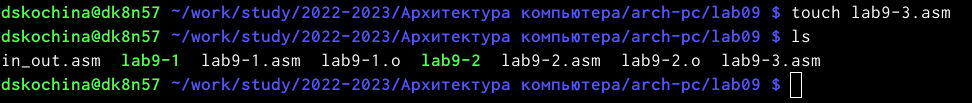 dskochina@dk8n57 ~/work/study/2022-2023/Архитектура компьютера/arch-pc/lab09 $ touch lab9-3.asm
dskochina@dk8n57 ~/work/study/2022-2023/Архитектура компьютера/arch-pc/lab09 $ ls
in_out.asm lab9-1 lab9-1.asm lab9-1.o lab9-2 lab9-2.asm lab9-2.o lab9-3.asm
dskochina@dk8n57 ~/work/study/2022-2023/Архитектура компьютера/arch-pc/lab09 $